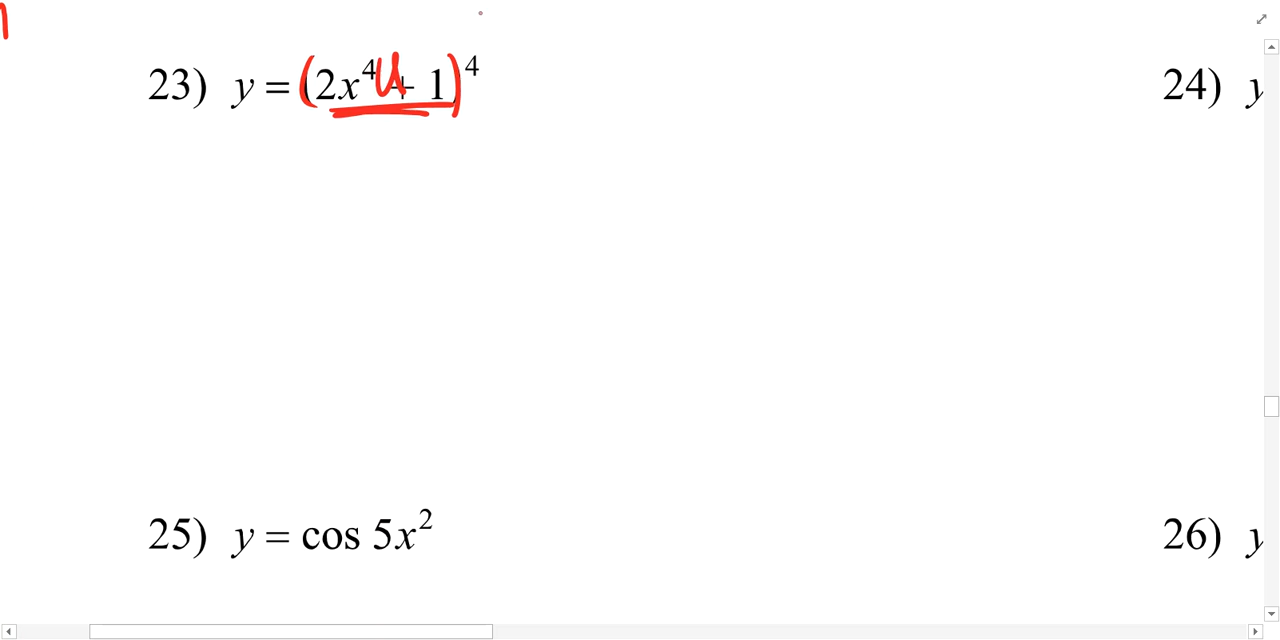 23) y = (2x⁴ + 1)⁴ 24) y
u
25) y = cos 5x² 26) y